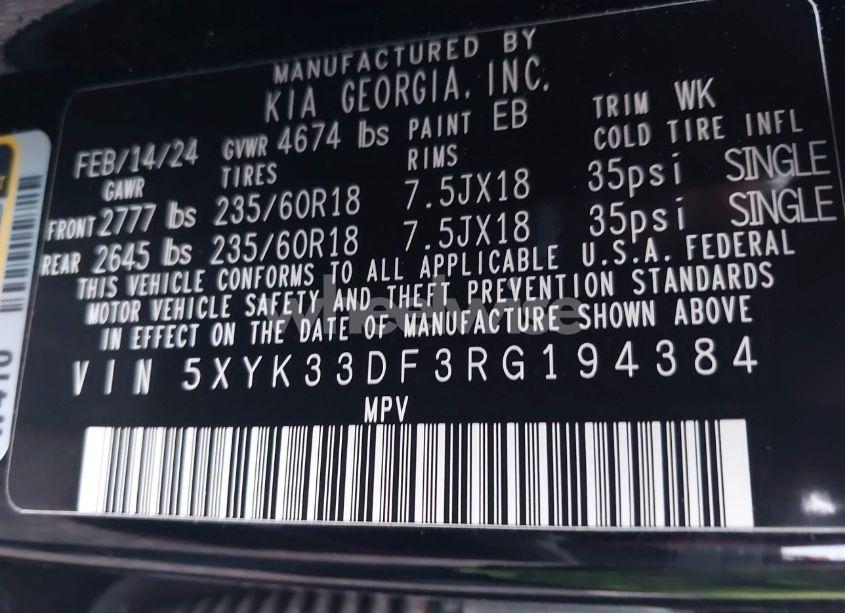 MANUFACTURED BY
KIA GEORGIA, INC.
FEB/14/24 GVWR 4674 lbs PAINT EB TRIM WK
GAWR TIRES RIMS COLD TIRE INFL
FRONT 2777 lbs 235/60R18 7.5JX18 35psi SINGLE
REAR 2645 lbs 235/60R18 7.5JX18 35psi SINGLE
THIS VEHICLE CONFORMS TO ALL APPLICABLE U.S.A. FEDERAL
MOTOR VEHICLE SAFETY AND THEFT PREVENTION STANDARDS
IN EFFECT ON THE DATE OF MANUFACTURE SHOWN ABOVE
VIN 5XYK33DF3RG194384
MPV